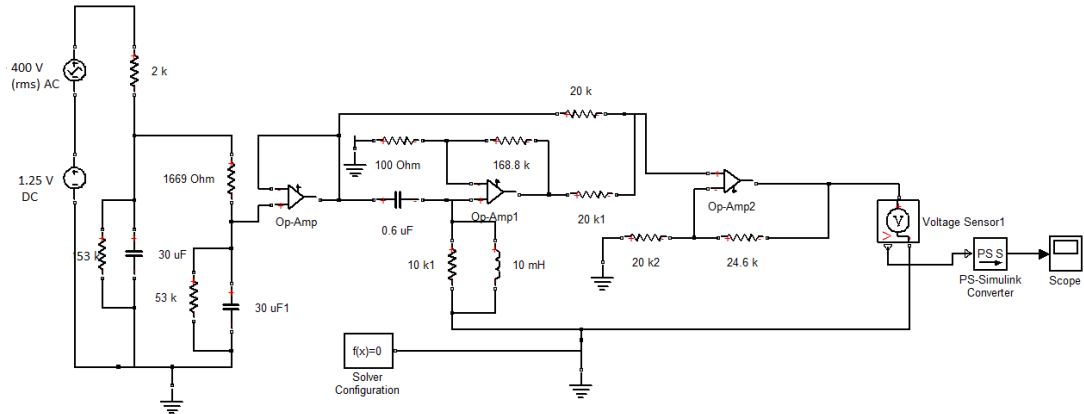 400 V
(rms) AC
2 k
1.25 V
DC
1669 Ohm
53 k
30 uF
53 k
30 uF1
Op-Amp
100 Ohm
168.8 k
0.6 uF
Op-Amp1
20 k
20 k1
10 k1
10 mH
Op-Amp2
20 k2
24.6 k
V
Voltage Sensor1
PS S
PS-Simulink
Converter
Scope
f(x)=0
Solver
Configuration